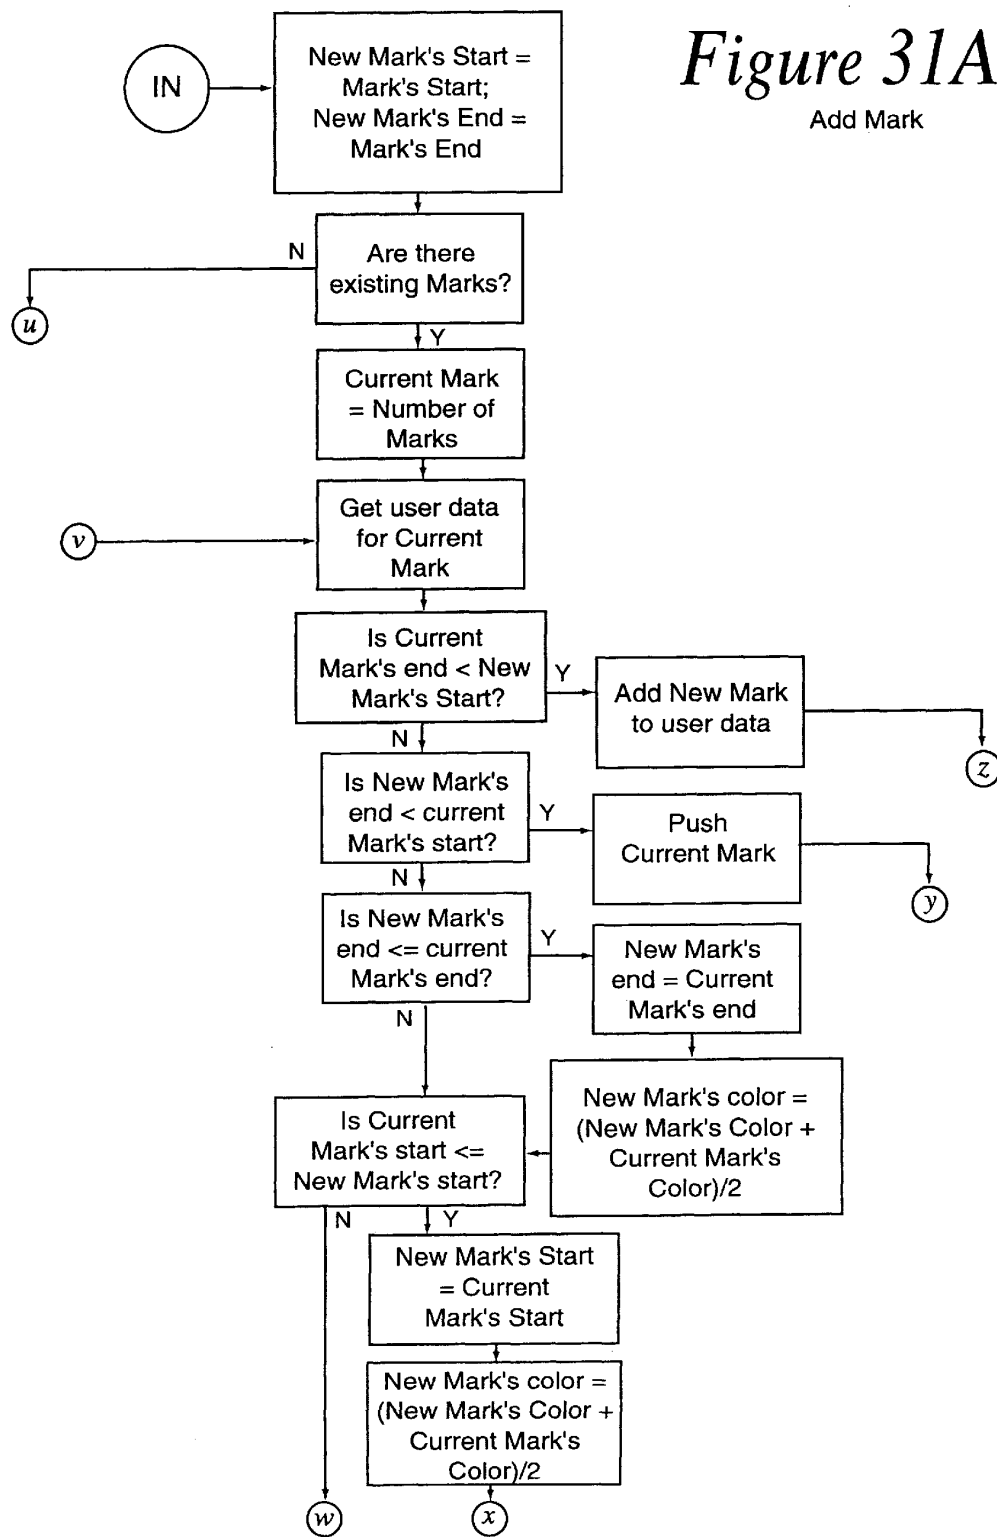 Figure 31A
Add Mark
IN
New Mark's Start =
Mark's Start;
New Mark's End =
Mark's End
Are there
existing Marks?
N
u
Y
Current Mark
= Number of
Marks
v
Get user data
for Current
Mark
Is Current
Mark's end < New
Mark's Start?
Y
Add New Mark
to user data
z
N
Is New Mark's
end < current
Mark's start?
Y
Push
Current Mark
y
N
Is New Mark's
end <= current
Mark's end?
Y
New Mark's
end = Current
Mark's end
N
New Mark's color =
(New Mark's Color +
Current Mark's
Color)/2
Is Current
Mark's start <=
New Mark's start?
N
Y
New Mark's Start
= Current
Mark's Start
New Mark's color =
(New Mark's Color +
Current Mark's
Color)/2
w
x